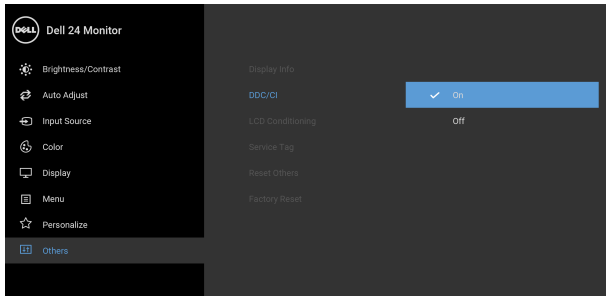 DELL
Dell 24 Monitor
Brightness/Contrast
Auto Adjust
Input Source
Color
Display
Menu
Personalize
Others
Display Info
DDC/CI
LCD Conditioning
Service Tag
Reset Others
Factory Reset
On
Off